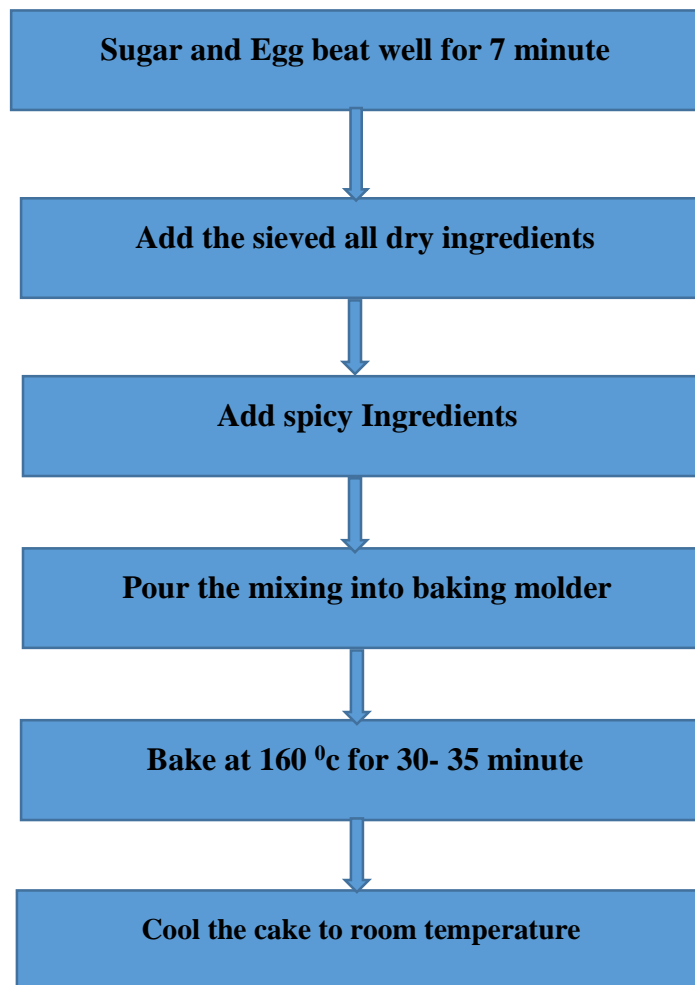 Sugar and Egg beat well for 7 minute
Add the sieved all dry ingredients
Add spicy Ingredients
Pour the mixing into baking molder
Bake at 160 ⁰c for 30- 35 minute
Cool the cake to room temperature